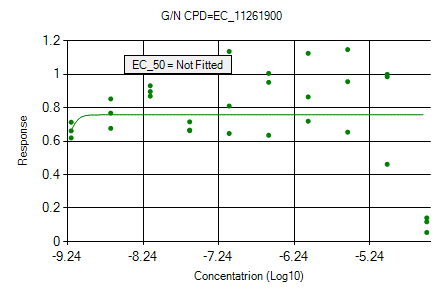 G/N CPD=EC_11261900
EC_50 = Not Fitted
1.2
1
0.8
0.6
0.4
0.2
0
Response
-9.24 -8.24 -7.24 -6.24 -5.24
Concentatrion (Log10)